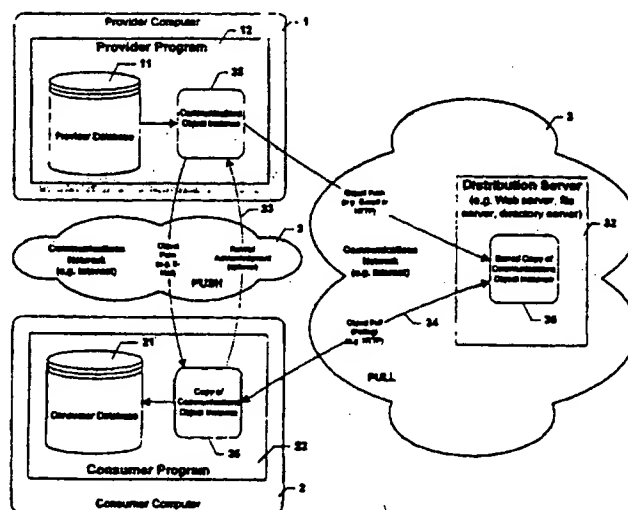 Provider Computer
1
12
Provider Program
11
35
Communications
Object Instance
Provider Database
33
3
Communications
Network
(e.g. Internet)
Object
Push
(e.g. E-
Mail)
PUSH
Acknowledgment
(optional)
21
Consumer Database
Copy of
Communications
Object Instance
35
Consumer Program
22
2
Consumer Computer
3
Object Push
(e.g. E-mail or
HTTP)
Communications
Network
(e.g. Internet)
Distribution Server
(e.g. Web server, file
server, directory server)
32
Stored Copy of
Communications
Object Instance
35
Object Pull
(Polling)
(e.g. HTTP)
34
PULL